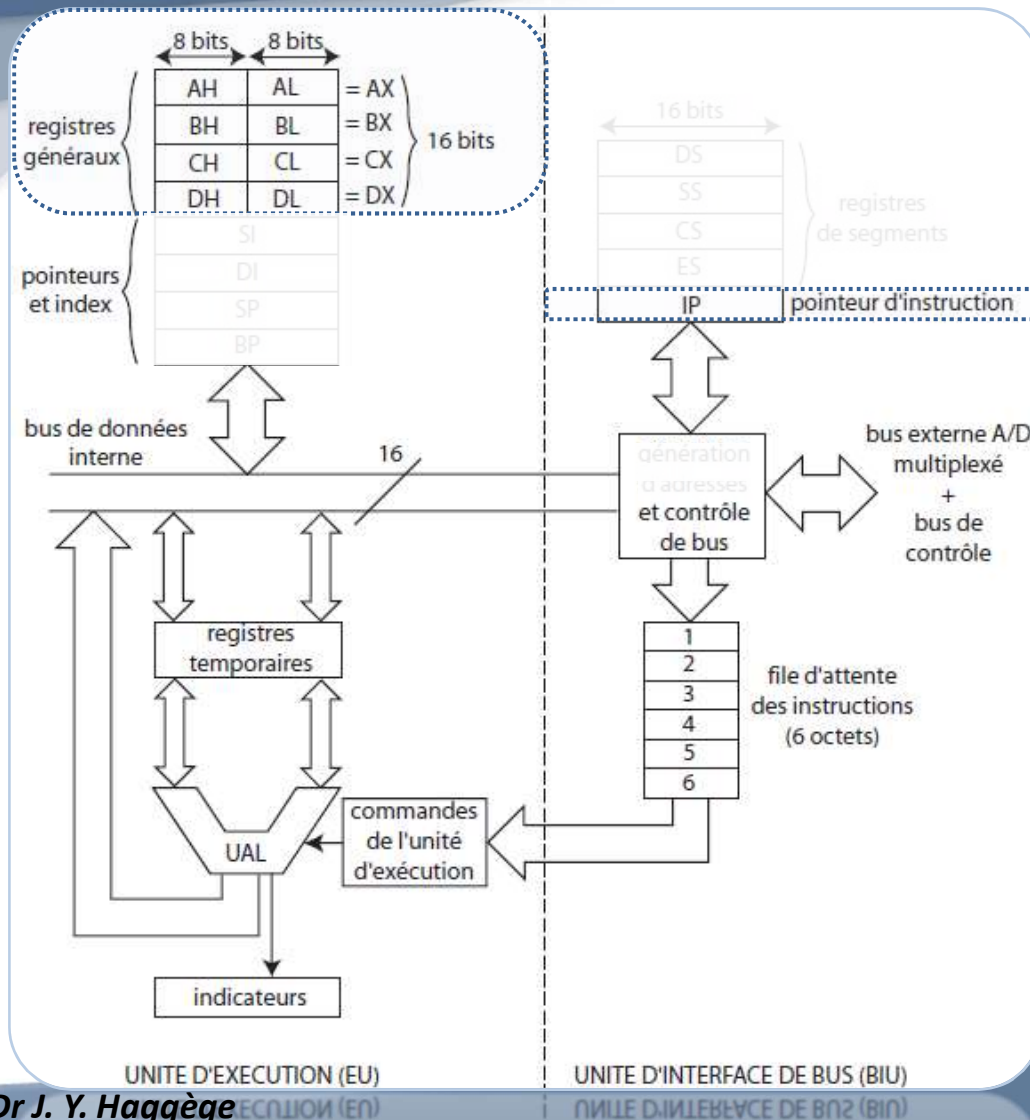 8 bits 8 bits
AH AL = AX
BH BL = BX
CH CL = CX
DH DL = DX
registres
généraux
16 bits
SI
DI
SP
BP
pointeurs
et index
16 bits
DS
SS
CS
ES
registres
de segments
IP pointeur d'instruction
bus de données
interne
16
génération
d'adresses
et contrôle
de bus
bus externe A/D
multiplexé
+
bus de
contrôle
registres
temporaires
1
2
3
4
5
6
file d'attente
des instructions
(6 octets)
UAL
commandes
de l'unité
d'exécution
indicateurs
UNITE D'EXECUTION (EU) UNITE D'INTERFACE DE BUS (BIU)
Dr J. Y. Haggège